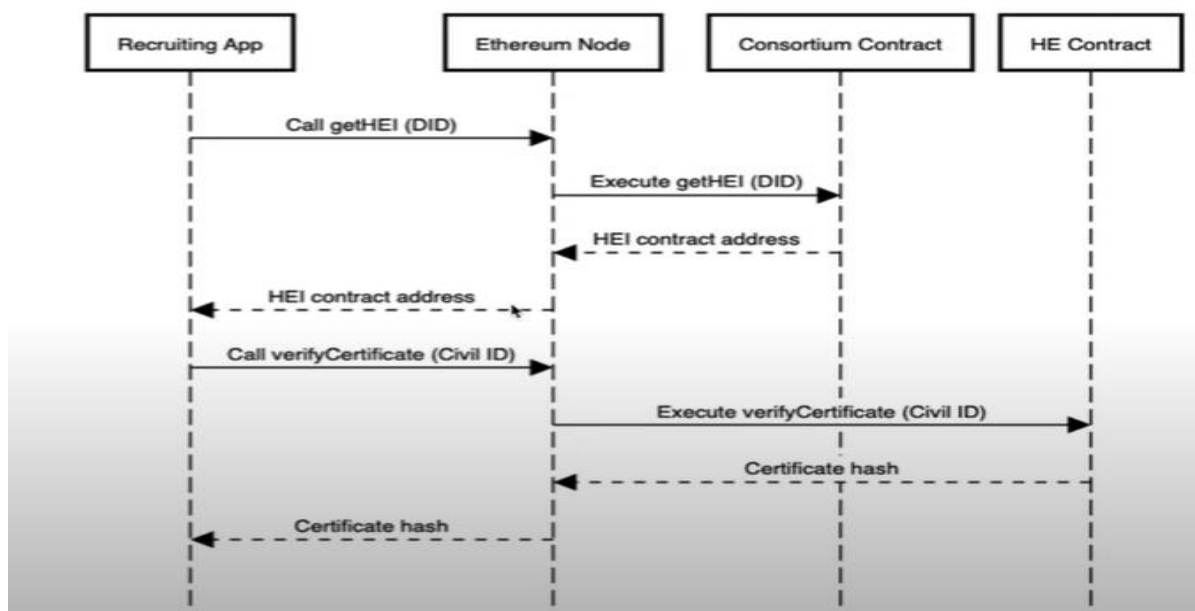 Recruiting App
Ethereum Node
Consortium Contract
HE Contract
Call getHEI (DID)
Execute getHEI (DID)
HEI contract address
HEI contract address
Call verifyCertificate (Civil ID)
Execute verifyCertificate (Civil ID)
Certificate hash
Certificate hash